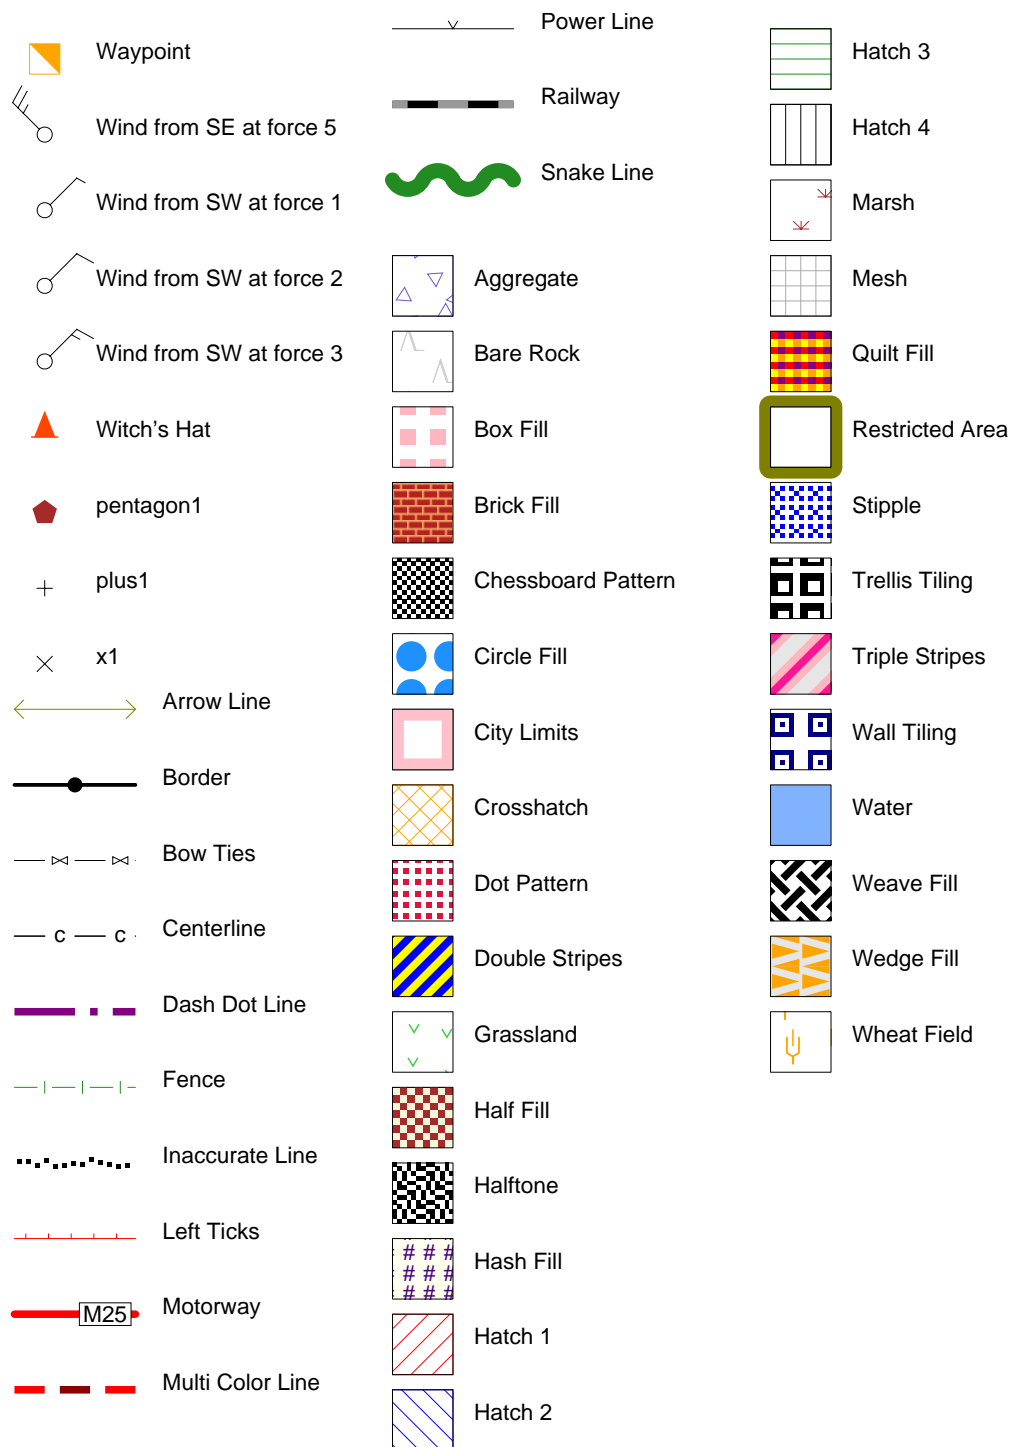 Waypoint
Wind from SE at force 5
Wind from SW at force 1
Wind from SW at force 2
Wind from SW at force 3
Witch's Hat
pentagon1
plus1
x1
Arrow Line
Border
Bow Ties
c c Centerline
Dash Dot Line
Fence
Inaccurate Line
Left Ticks
M25 Motorway
Multi Color Line
Power Line
Railway
Snake Line
Aggregate
Bare Rock
Box Fill
Brick Fill
Chessboard Pattern
Circle Fill
City Limits
Crosshatch
Dot Pattern
Double Stripes
Grassland
Half Fill
Halftone
Hash Fill
Hatch 1
Hatch 2
Hatch 3
Hatch 4
Marsh
Mesh
Quilt Fill
Restricted Area
Stipple
Trellis Tiling
Triple Stripes
Wall Tiling
Water
Weave Fill
Wedge Fill
Wheat Field